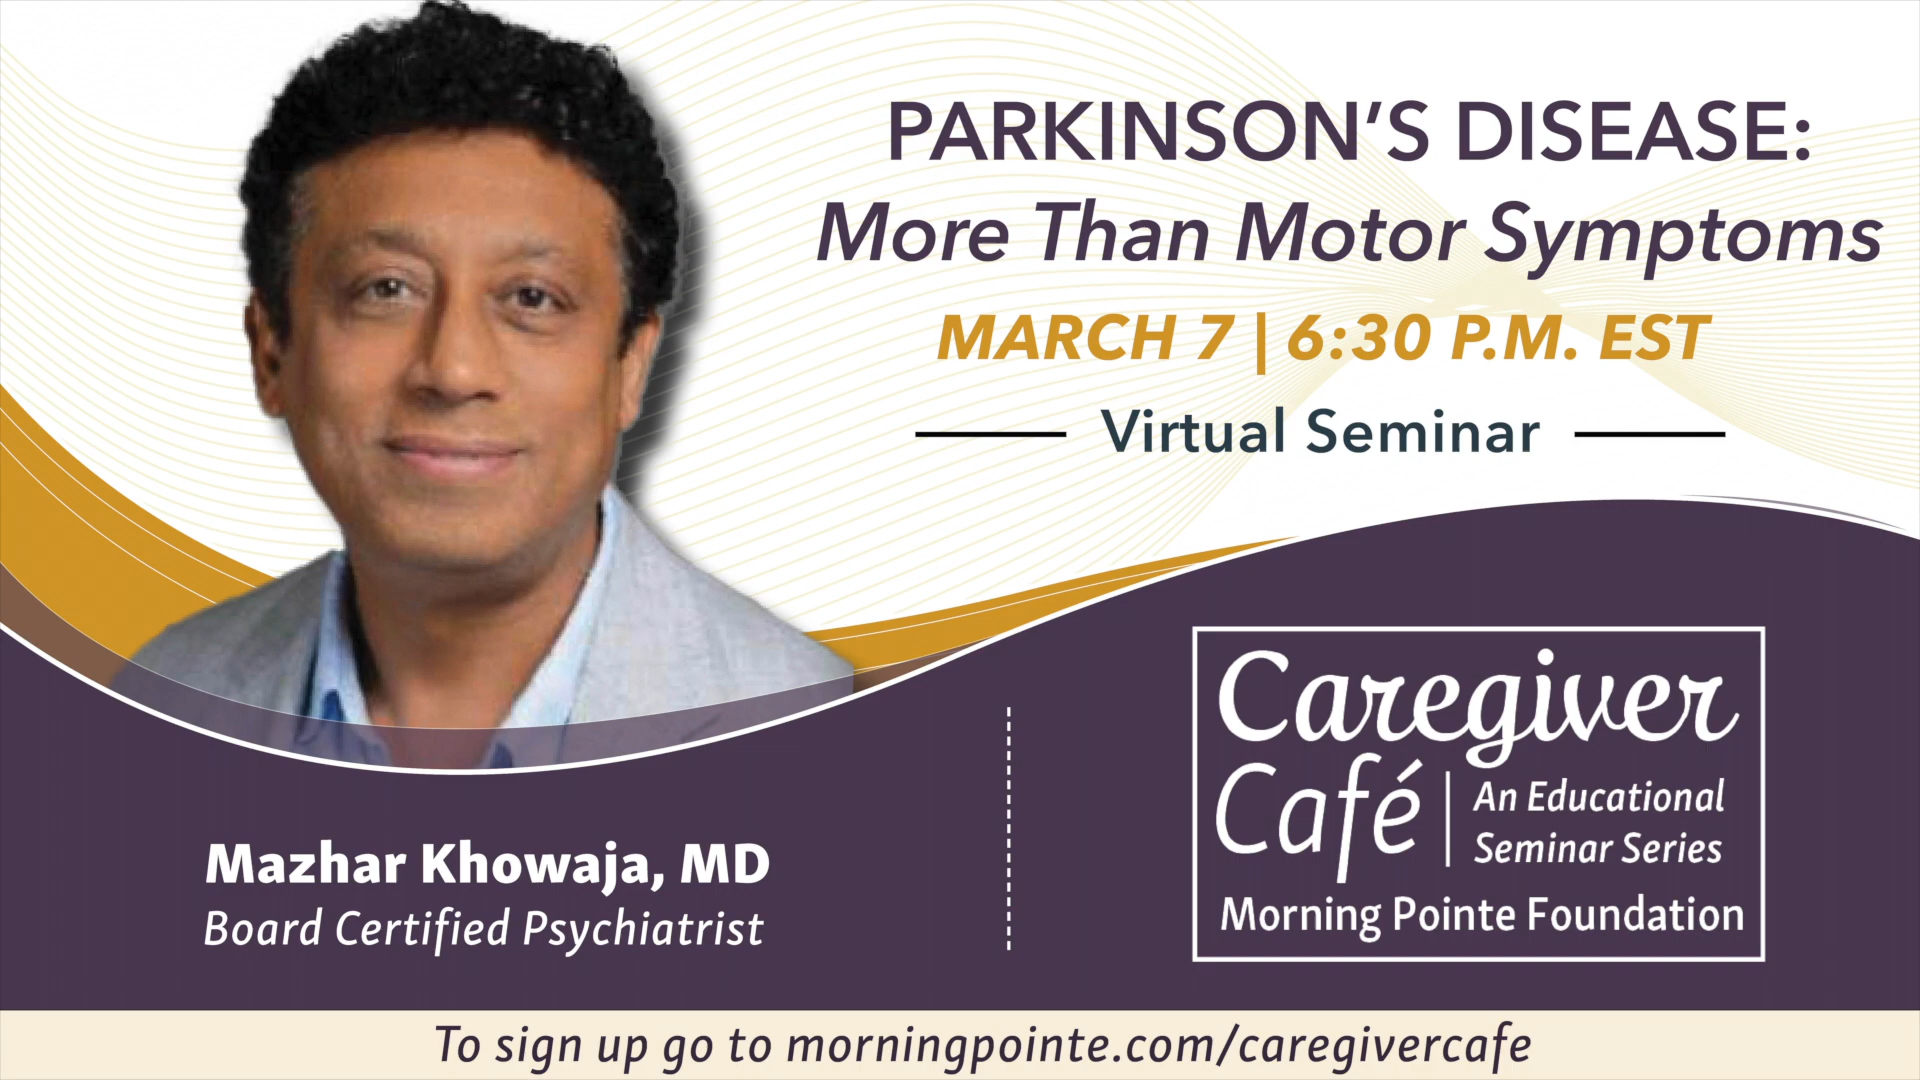 PARKINSON'S DISEASE:
More Than Motor Symptoms
MARCH 7 | 6:30 P.M. EST
Virtual Seminar
Mazhar Khowaja, MD
Board Certified Psychiatrist
Caregiver
Café | An Educational
Seminar Series
Morning Pointe Foundation
To sign up go to morningpointe.com/caregivercafe